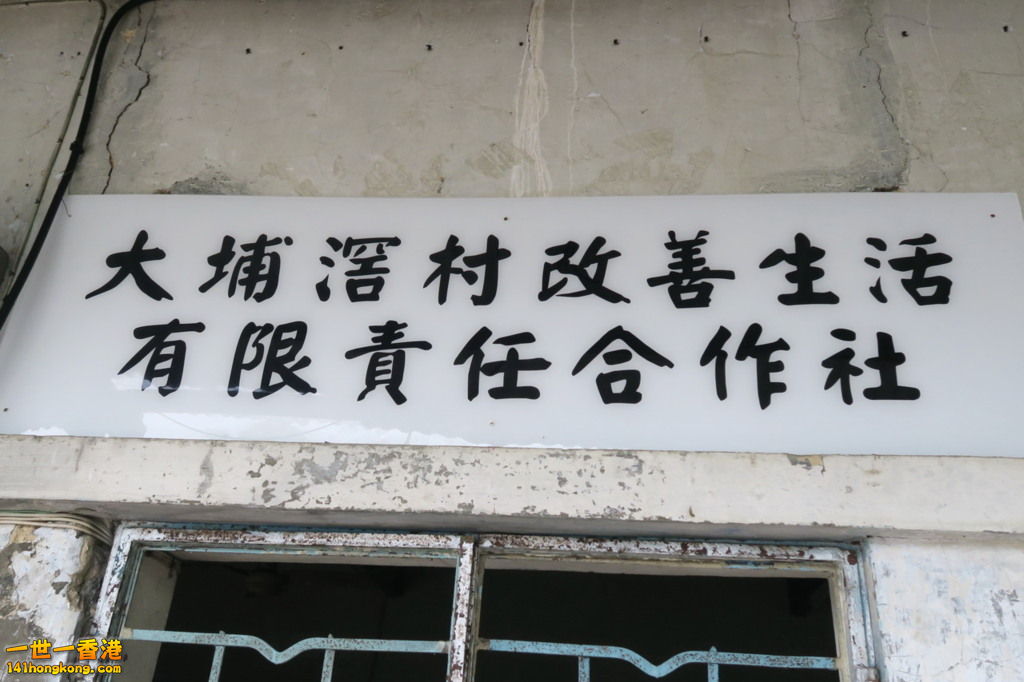 大埔滘村改善生活
有限責任合作社
一世一香港
141hongkong.com